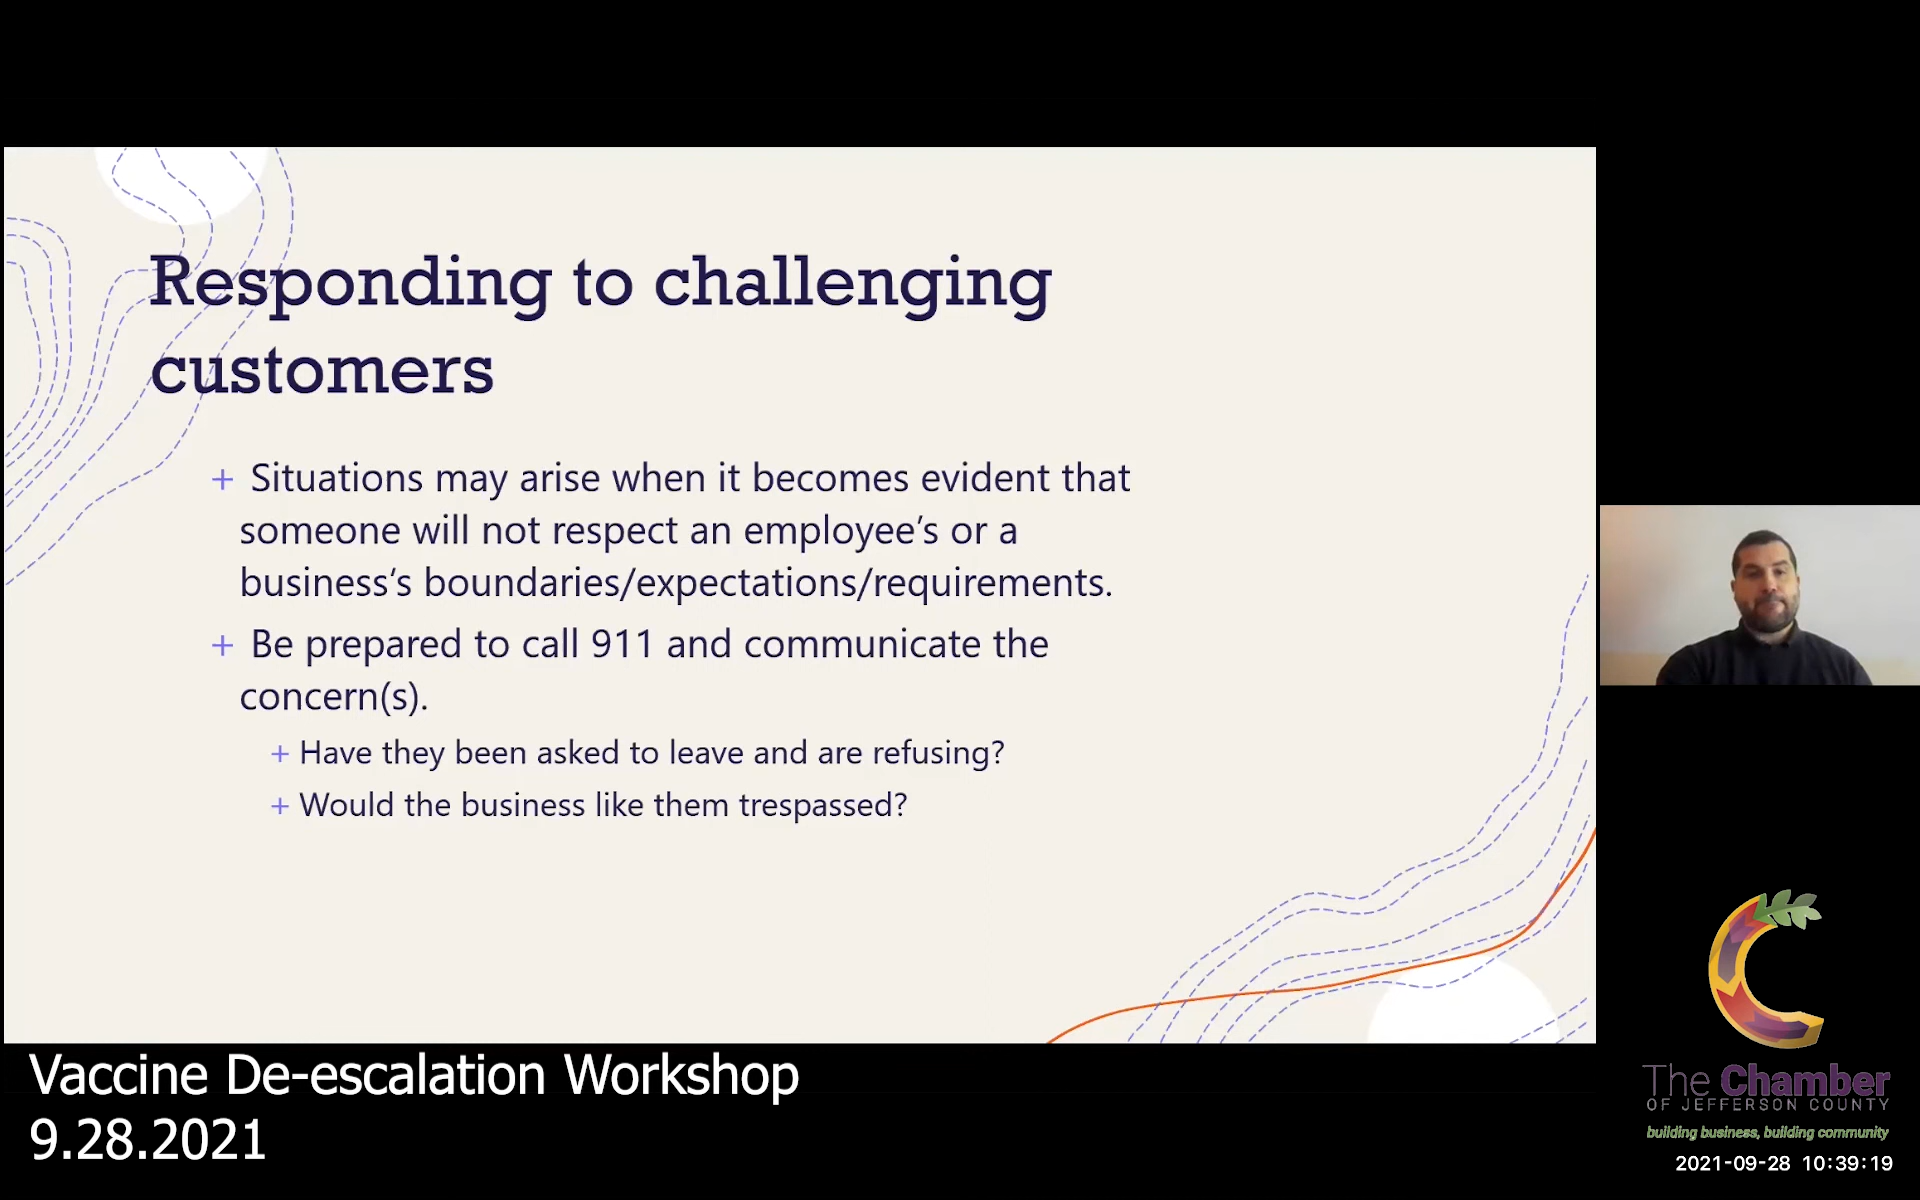 Responding to challenging
customers
+ Situations may arise when it becomes evident that
someone will not respect an employee’s or a
business’s boundaries/expectations/requirements.
+ Be prepared to call 911 and communicate the
concern(s).
+ Have they been asked to leave and are refusing?
+ Would the business like them trespassed?
Vaccine De-escalation Workshop
9.28.2021
The Chamber
OF JEFFERSON COUNTY
building business, building community
2021-09-28 10:39:19